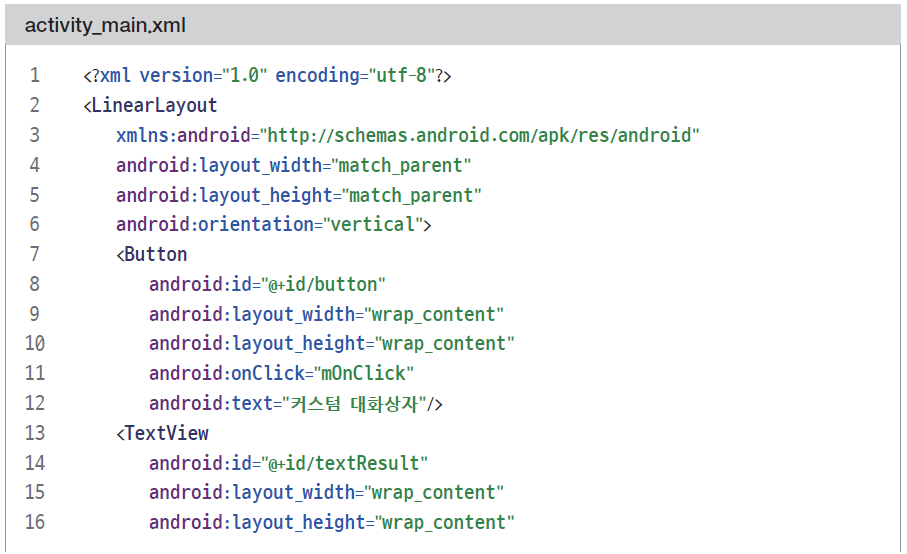 activity_main.xml
1 <?xml version="1.0" encoding="utf-8"?>
2 <LinearLayout
3 xmlns:android="http://schemas.android.com/apk/res/android"
4 android:layout_width="match_parent"
5 android:layout_height="match_parent"
6 android:orientation="vertical">
7 <Button
8 android:id="@+id/button"
9 android:layout_width="wrap_content"
10 android:layout_height="wrap_content"
11 android:onClick="mOnClick"
12 android:text="커스텀 대화상자"/>
13 <TextView
14 android:id="@+id/textResult"
15 android:layout_width="wrap_content"
16 android:layout_height="wrap_content"